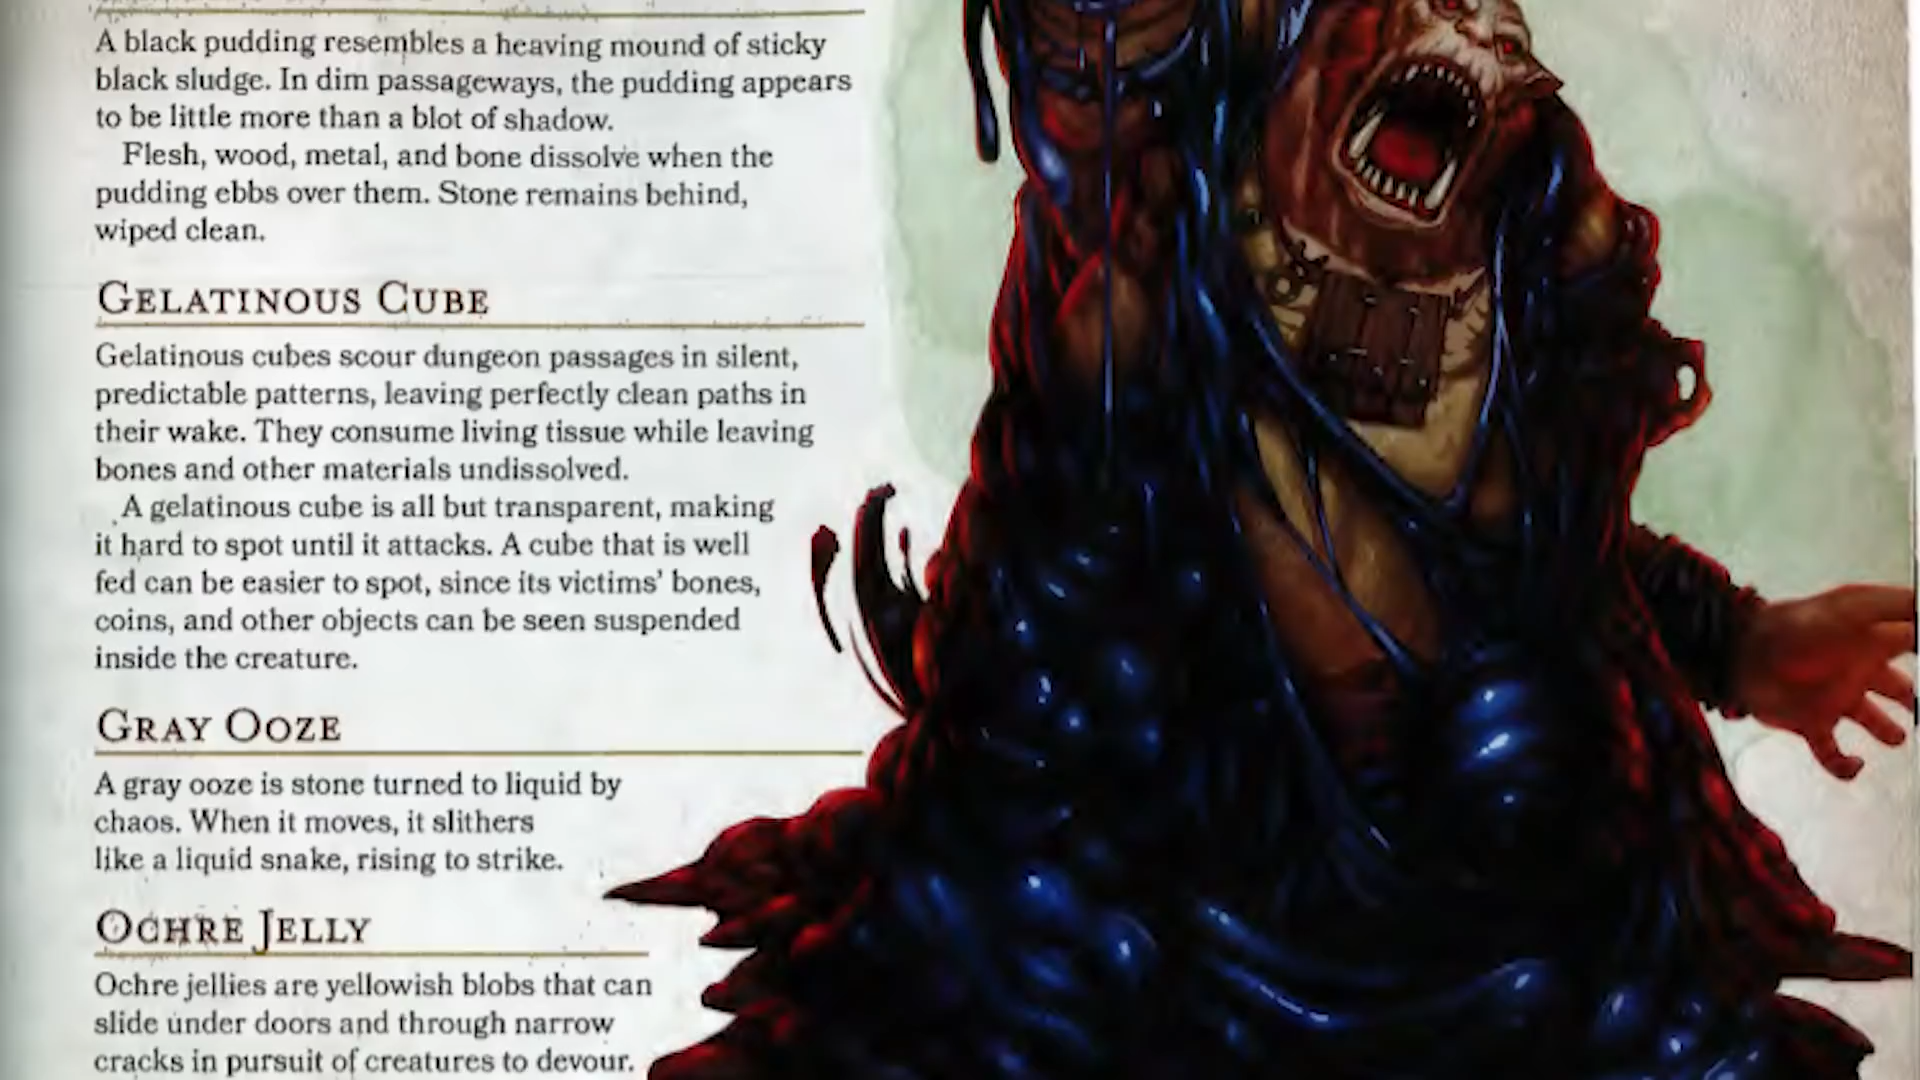 A black pudding resembles a heaving mound of sticky
black sludge. In dim passageways, the pudding appears
to be little more than a blot of shadow.
Flesh, wood, metal, and bone dissolve when the
pudding ebbs over them. Stone remains behind,
wiped clean.
GELATINOUS CUBE
Gelatinous cubes scour dungeon passages in silent,
predictable patterns, leaving perfectly clean paths in
their wake. They consume living tissue while leaving
bones and other materials undissolved.
A gelatinous cube is all but transparent, making
it hard to spot until it attacks. A cube that is well
fed can be easier to spot, since its victims' bones,
coins, and other objects can be seen suspended
inside the creature.
GRAY OOZE
A gray ooze is stone turned to liquid by
chaos. When it moves, it slithers
like a liquid snake, rising to strike.
OCHRE JELLY
Ochre jellies are yellowish blobs that can
slide under doors and through narrow
cracks in pursuit of creatures to devour.